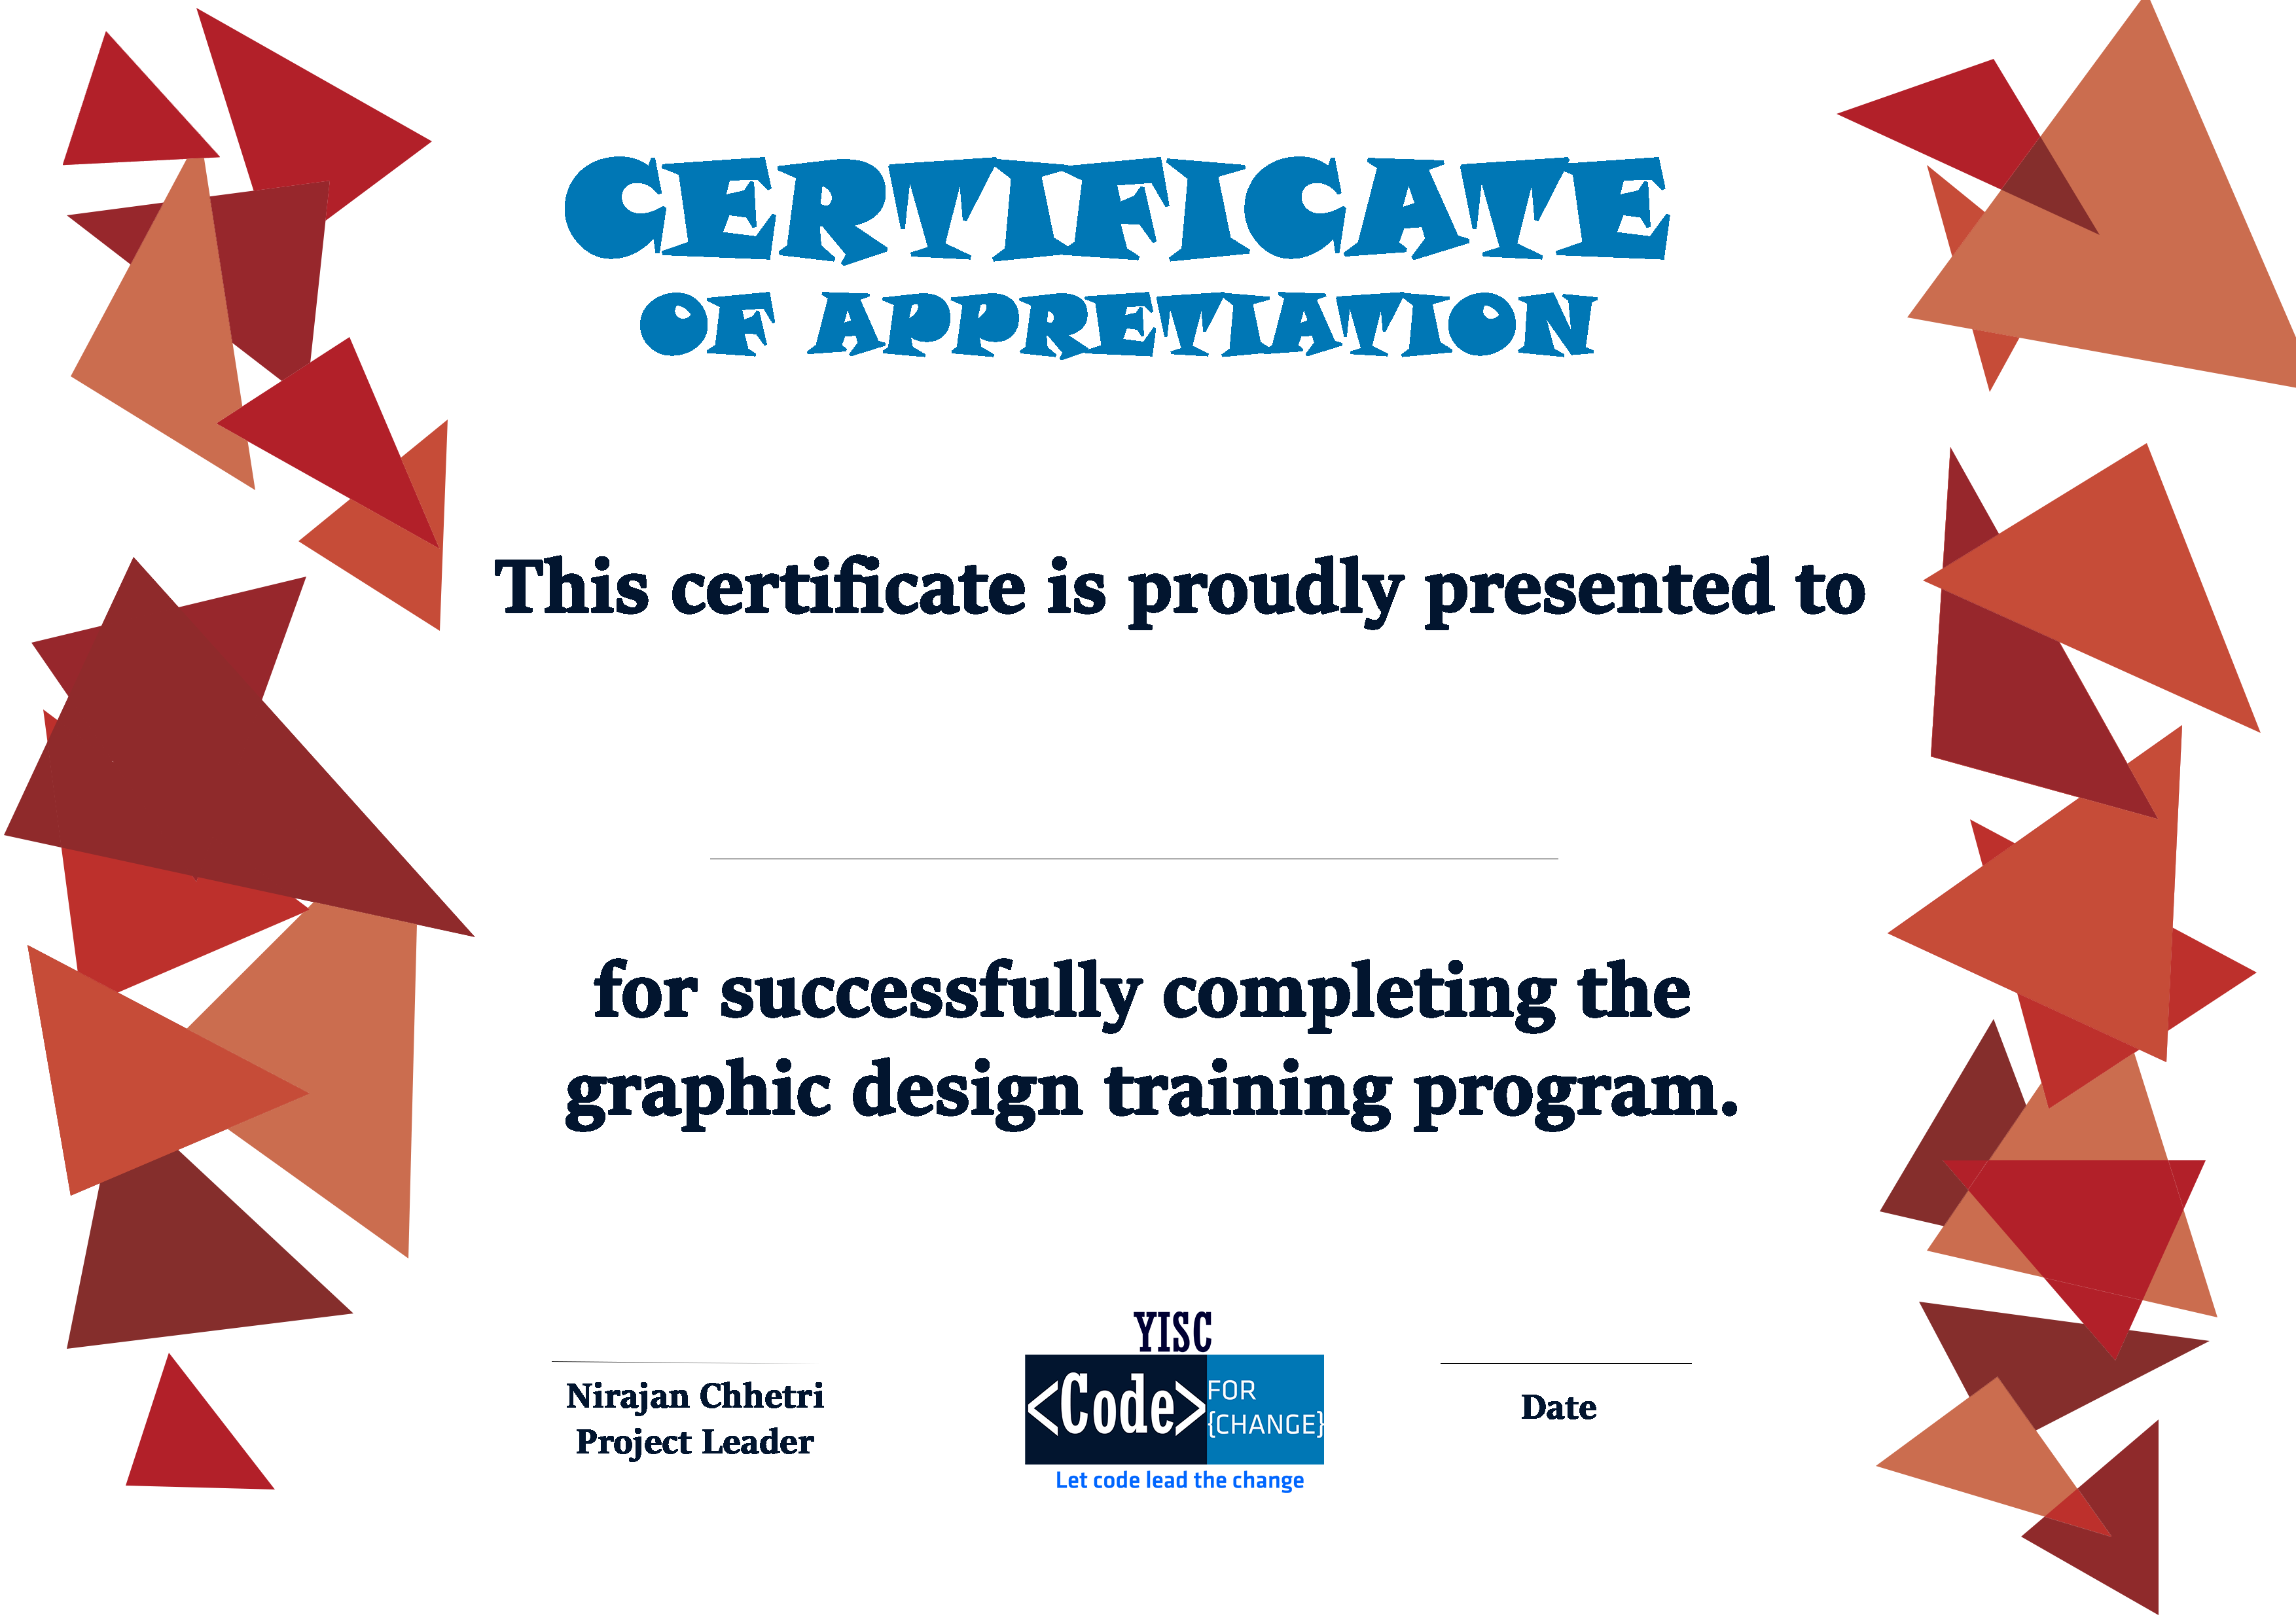 CERTIFICATE
OF APPRETIATION
This certificate is proudly presented to
for successfully completing the
graphic design training program.
YISC
<Code> FOR
{CHANGE}
Let code lead the change
Nirajan Chhetri
Project Leader
Date